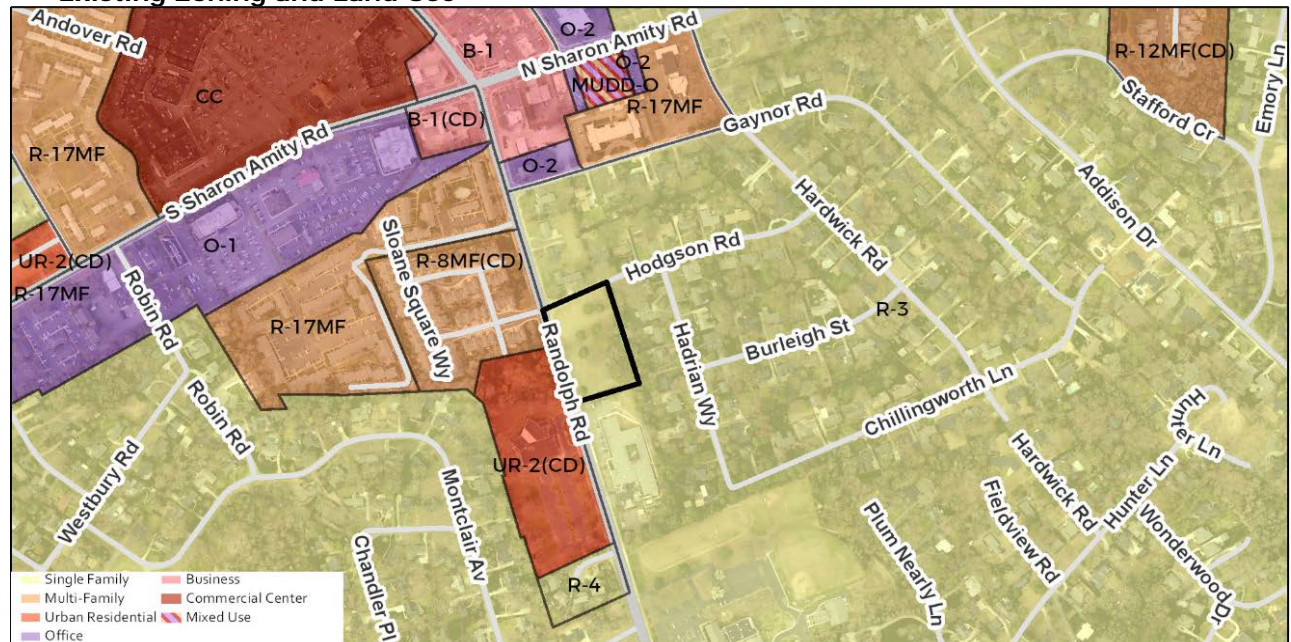 Existing Zoning and Land Use
Andover Rd
B-1
O-2
N Sharon Amity Rd
O-2
MUDD-O
R-17MF
R-12MF(CD)
Emory Ln
Stafford Cr
CC
B-1(CD)
Gaynor Rd
R-17MF
S Sharon Amity Rd
O-2
Addison Dr
Hardwick Rd
O-1
Sloane Square Wy
R-8MF(CD)
Hodgson Rd
UR-2(CD)
R-17MF
Robin Rd
R-17MF
Randolph Rd
Hadrian Wy
Burleigh St
R-3
Chillingworth Ln
Robin Rd
Westbury Rd
UR-2(CD)
Montclair Av
Chandler Pl
Hunter Ln
Hunter Ln
Hardwick Rd
Fieldview Rd
Plum Nearly Ln
Wonderwood Dr
R-4
Single Family
Multi-Family
Urban Residential
Office
Business
Commercial Center
Mixed Use